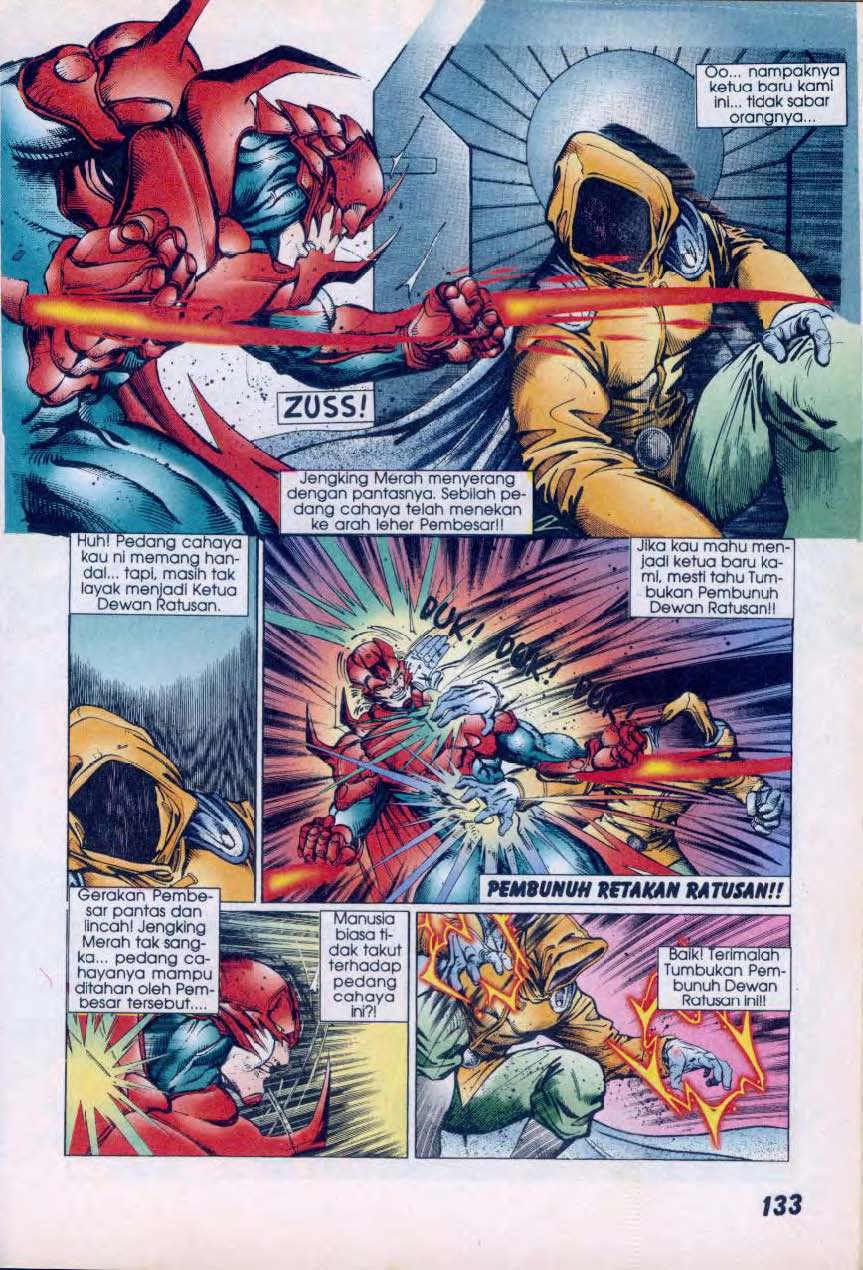 Oo... nampaknya
ketua baru kami
ini... tidak sabar
orangnya...
ZUSS!
Jengking Merah menyerang
dengan pantasnya. Sebilah pe-
dang cahaya telah menekan
ke arah leher Pembesar!!
Huh! Pedang cahaya
kau ni memang han-
dal... tapi, masih tak
layak menjadi Ketua
Dewan Ratusan.
Jika kau mahu men-
jadi ketua baru ka-
mi, mesti tahu Tum-
bukan Pembunuh
Dewan Ratusan!!
DUK! DUK! DUK!
PEMBUNUH RETAKAN RATUSAN!!
Gerakan Pembe-
sar pantas dan
lincah! Jengking
Merah tak sang-
ka... pedang ca-
hayanya mampu
ditahan oleh Pem-
besar tersebut....
Manusia
biasa ti-
dak takut
terhadap
pedang
cahaya
ini?!
Baik! Terimalah
Tumbukan Pem-
bunuh Dewan
Ratusan ini!!
133